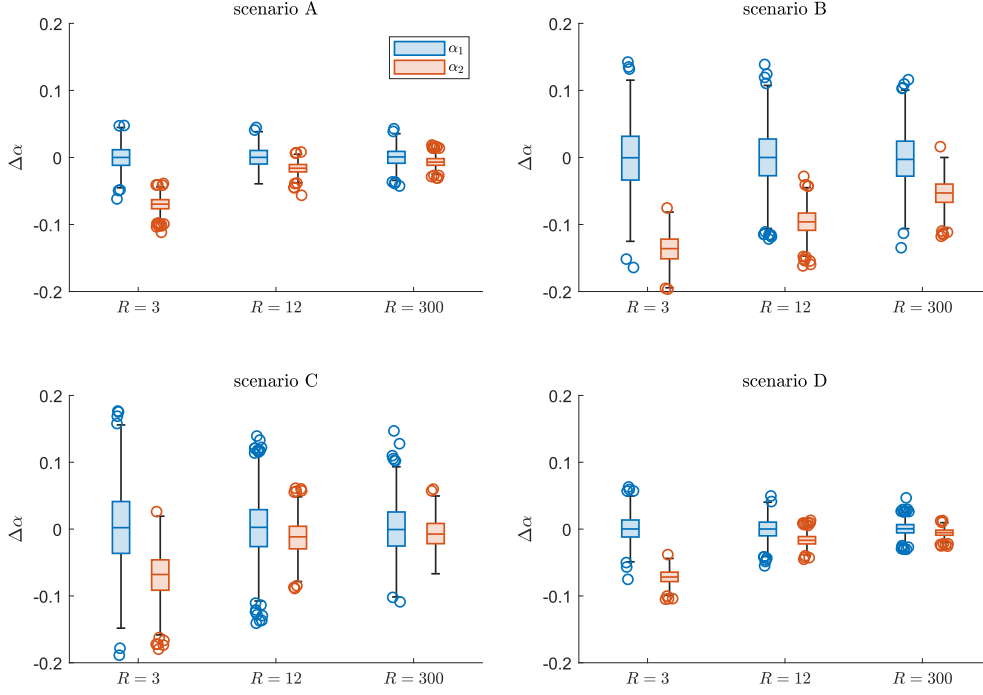 scenario A
0.2
0.1
0
-0.1
-0.2
Δα
α1
α2
R = 3
R = 12
R = 300
scenario B
0.2
0.1
0
-0.1
-0.2
Δα
R = 3
R = 12
R = 300
scenario C
0.2
0.1
0
-0.1
-0.2
Δα
R = 3
R = 12
R = 300
scenario D
0.2
0.1
0
-0.1
-0.2
Δα
R = 3
R = 12
R = 300